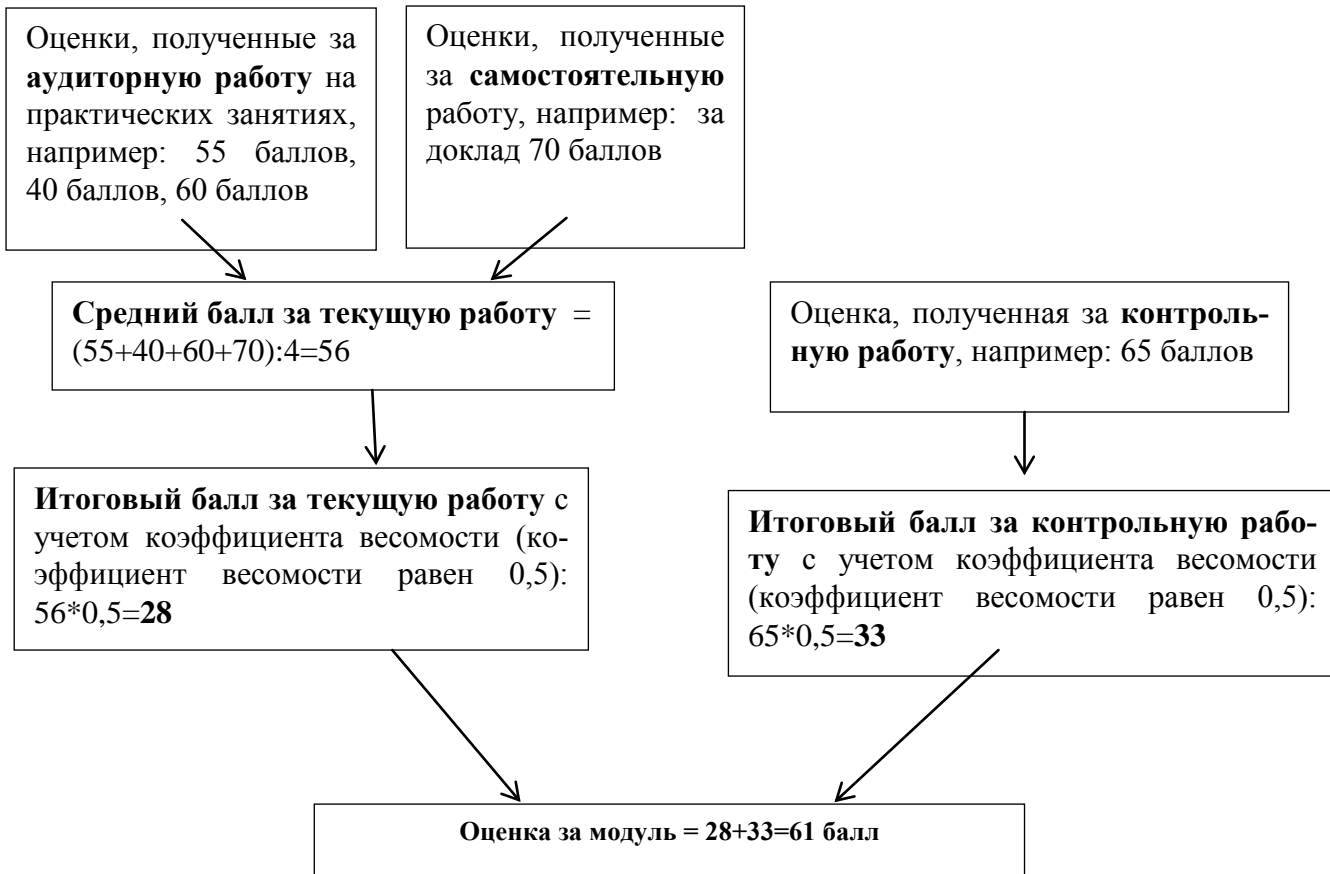 Оценки, полученные за
аудиторную работу на
практических занятиях,
например: 55 баллов,
40 баллов, 60 баллов
Оценки, полученные
за самостоятельную
работу, например: за
доклад 70 баллов
Средний балл за текущую работу =
(55+40+60+70):4=56
Оценка, полученная за контроль-
ную работу, например: 65 баллов
Итоговый балл за текущую работу с
учетом коэффициента весомости (ко-
эффициент весомости равен 0,5):
56*0,5=28
Итоговый балл за контрольную рабо-
ту с учетом коэффициента весомости
(коэффициент весомости равен 0,5):
65*0,5=33
Оценка за модуль = 28+33=61 балл